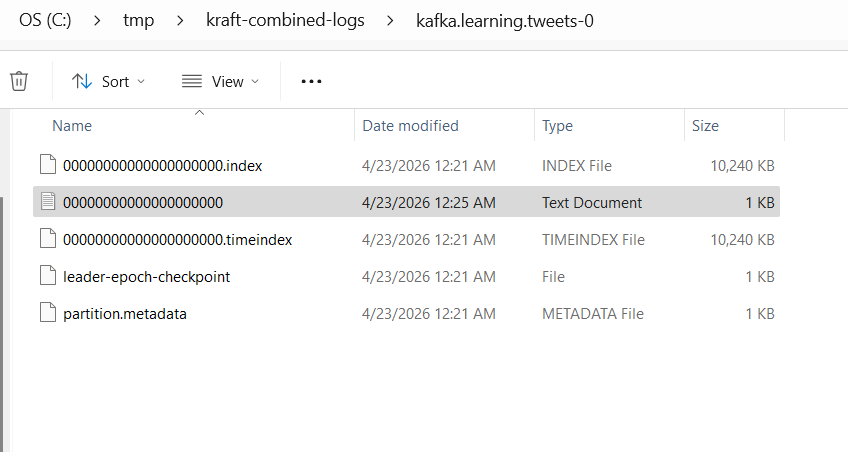 OS (C:) > tmp > kraft-combined-logs > kafka.learning.tweets-0
Sort View ...
Name Date modified Type Size
00000000000000000000.index 4/23/2026 12:21 AM INDEX File 10,240 KB
00000000000000000000 4/23/2026 12:25 AM Text Document 1 KB
00000000000000000000.timeindex 4/23/2026 12:21 AM TIMEINDEX File 10,240 KB
leader-epoch-checkpoint 4/23/2026 12:21 AM File 1 KB
partition.metadata 4/23/2026 12:21 AM METADATA File 1 KB